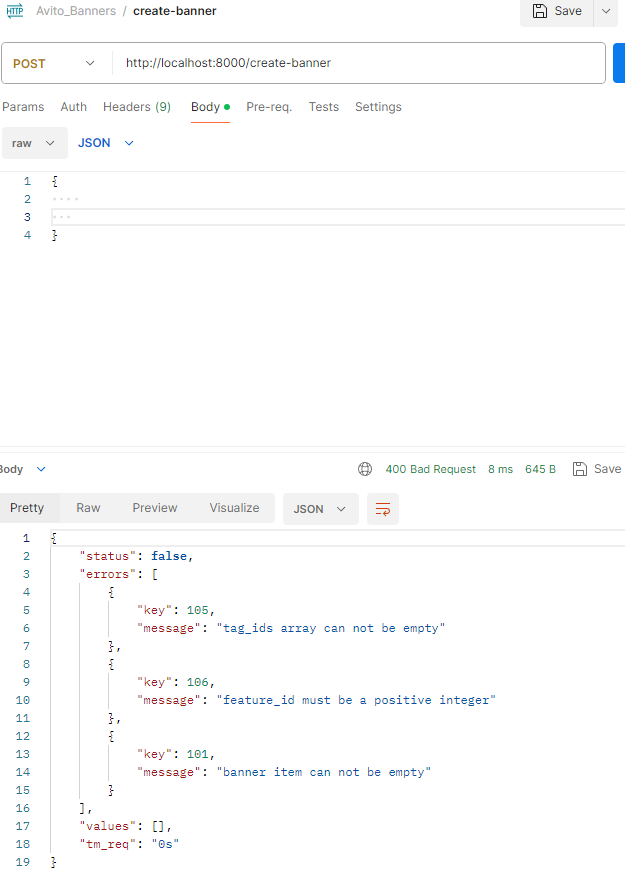 HTTP Avito_Banners / create-banner Save
POST http://localhost:8000/create-banner
Params Auth Headers (9) Body Pre-req. Tests Settings
raw JSON
1 {
2
3
4 }
Body 400 Bad Request 8 ms 645 B Save
Pretty Raw Preview Visualize JSON
1 {
2 "status": false,
3 "errors": [
4 {
5 "key": 105,
6 "message": "tag_ids array can not be empty"
7 },
8 {
9 "key": 106,
10 "message": "feature_id must be a positive integer"
11 },
12 {
13 "key": 101,
14 "message": "banner item can not be empty"
15 }
16 ],
17 "values": [],
18 "tm_req": "0s"
19 }